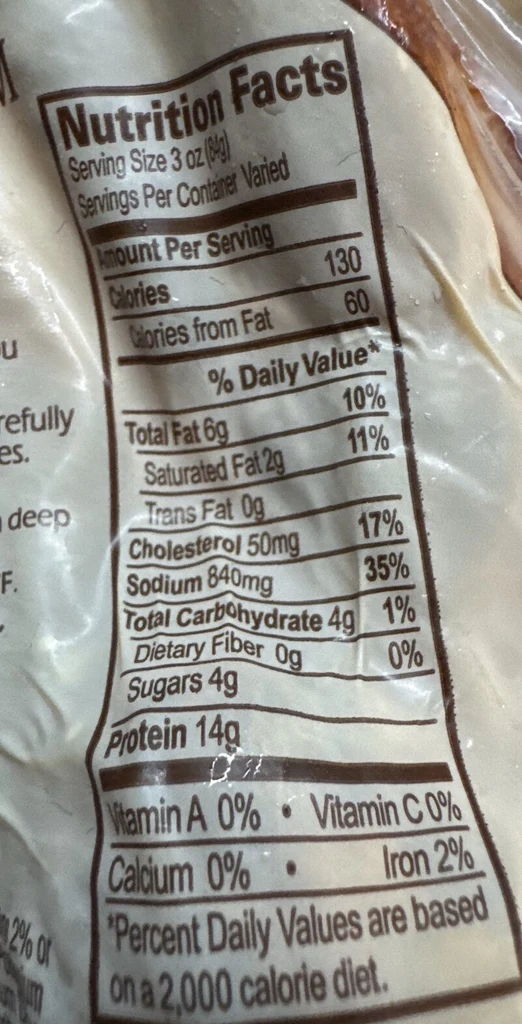 Nutrition Facts
Serving Size 3 oz (84g)
Servings Per Container Varied
Amount Per Serving
Calories 130
Calories from Fat 60
% Daily Value*
Total Fat 6g 10%
Saturated Fat 2g 11%
Trans Fat 0g
Cholesterol 50mg 17%
Sodium 840mg 35%
Total Carbohydrate 4g 1%
Dietary Fiber 0g 0%
Sugars 4g
Protein 14g
Vitamin A 0% • Vitamin C 0%
Calcium 0% • Iron 2%
*Percent Daily Values are based
on a 2,000 calorie diet.
deep
F.
2% or